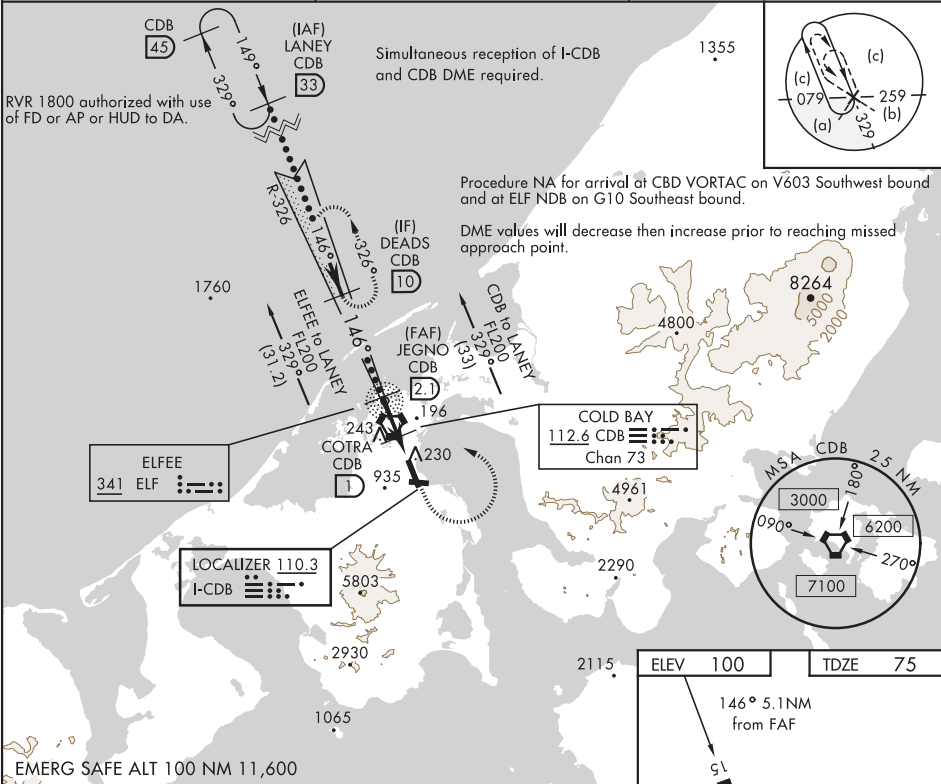 CDB
45
149°
329°
(IAF)
LANEY
CDB
33
Simultaneous reception of I-CDB
and CDB DME required.
1355
(c)
(c)
079
259
(a)
(b)
329
RVR 1800 authorized with use
of FD or AP or HUD to DA.
Procedure NA for arrival at CBD VORTAC on V603 Southwest bound
and at ELF NDB on G10 Southeast bound.
DME values will decrease then increase prior to reaching missed
approach point.
R-326
146°
326°
(IF)
DEADS
CDB
10
1760
ELFEE to LANEY
FL200
329°
(31.2)
146°
CDB to LANEY
FL200
329°
(33)
(FAF)
JEGNO
CDB
2.1
8264
5000
2000
4800
196
243
COTRA
CDB
1
935
230
COLD BAY
112.6 CDB
Chan 73
ELFEE
341 ELF
4961
MSA CDB 25 NM
180°
3000
090°
6200
270°
7100
LOCALIZER 110.3
I-CDB
5803
2290
2930
2115
1065
ELEV 100
TDZE 75
146° 5.1NM
from FAF
15
EMERG SAFE ALT 100 NM 11,600